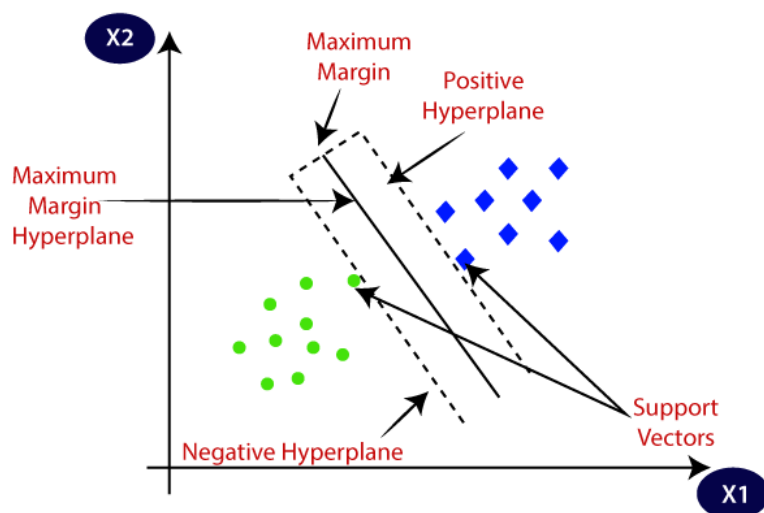 X2
Maximum
Margin
Positive
Hyperplane
Maximum
Margin
Hyperplane
Support
Vectors
Negative Hyperplane
X1